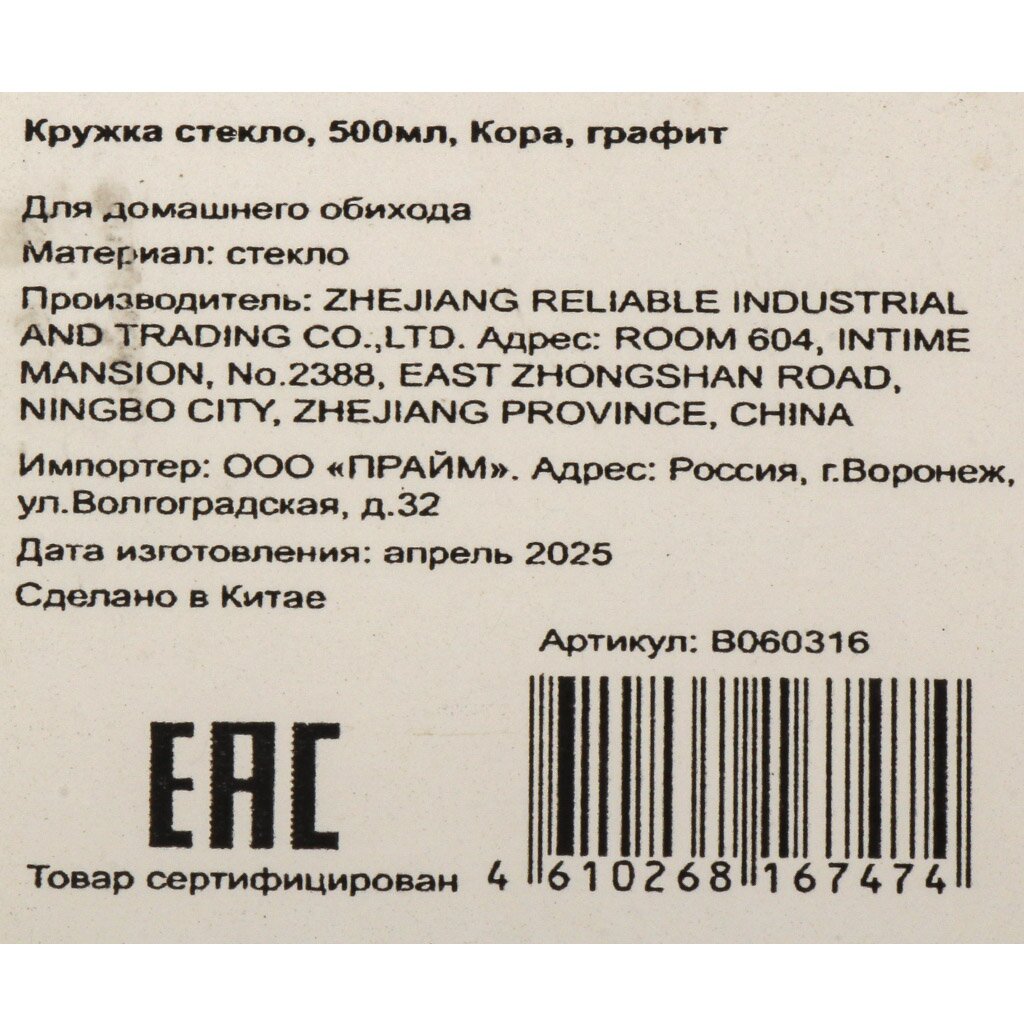 Кружка стекло, 500мл, Кора, графит
Для домашнего обихода
Материал: стекло
Производитель: ZHEJIANG RELIABLE INDUSTRIAL
AND TRADING CO.,LTD. Адрес: ROOM 604, INTIME
MANSION, No.2388, EAST ZHONGSHAN ROAD,
NINGBO CITY, ZHEJIANG PROVINCE, CHINA
Импортер: ООО «ПРАЙМ». Адрес: Россия, г.Воронеж,
ул.Волгоградская, д.32
Дата изготовления: апрель 2025
Сделано в Китае
Артикул: B060316
EAC
Товар сертифицирован
4 610268 167474